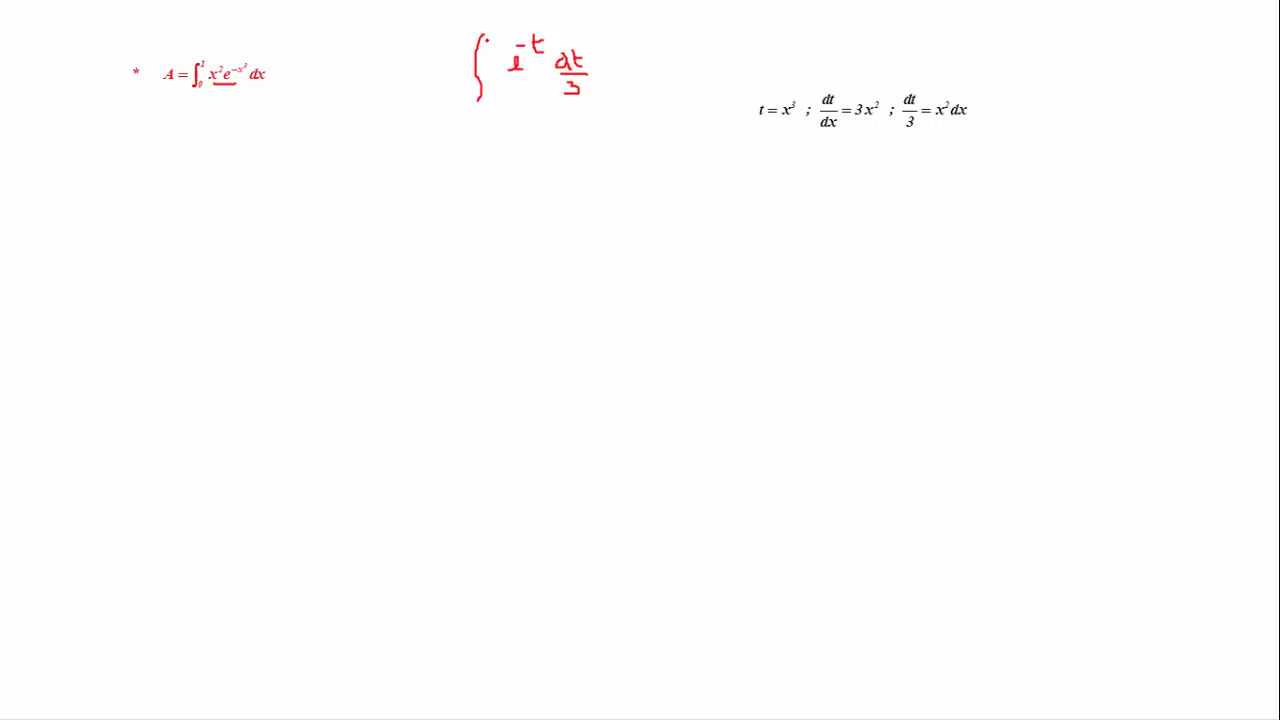 * A = ∫₀¹ x²e^(−x³) dx
∫ e^(−t) dt/3
t = x³ ; dt/dx = 3x² ; dt/3 = x²dx